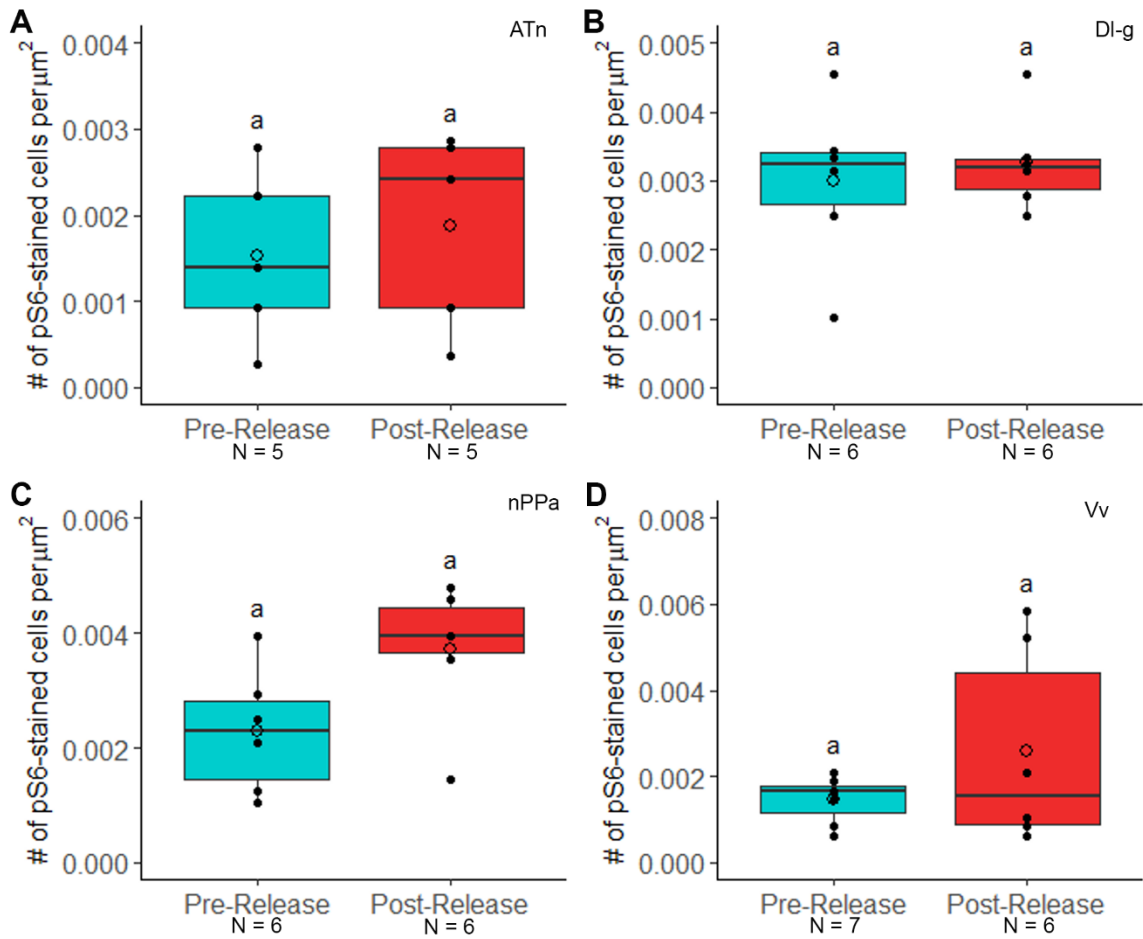 A
ATn
# of pS6-stained cells per μm²
0.004
0.003
0.002
0.001
0.000
a
a
Pre-Release
Post-Release
N = 5
N = 5
B
Dl-g
# of pS6-stained cells per μm²
0.005
0.004
0.003
0.002
0.001
0.000
a
a
Pre-Release
Post-Release
N = 6
N = 6
C
nPPa
# of pS6-stained cells per μm²
0.006
0.004
0.002
0.000
a
a
Pre-Release
Post-Release
N = 6
N = 6
D
Vv
# of pS6-stained cells per μm²
0.008
0.006
0.004
0.002
0.000
a
a
Pre-Release
Post-Release
N = 7
N = 6